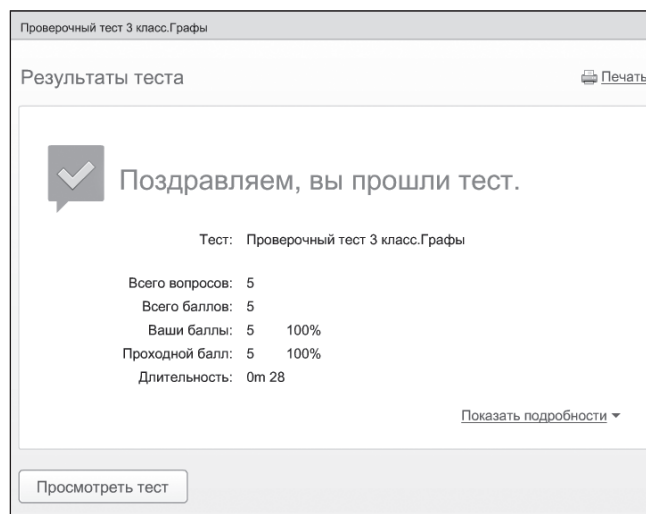 Проверочный тест 3 класс.Графы
Результаты теста
Печать
Поздравляем, вы прошли тест.
Тест: Проверочный тест 3 класс.Графы
Всего вопросов: 5
Всего баллов: 5
Ваши баллы: 5 100%
Проходной балл: 5 100%
Длительность: 0m 28
Показать подробности
Просмотреть тест